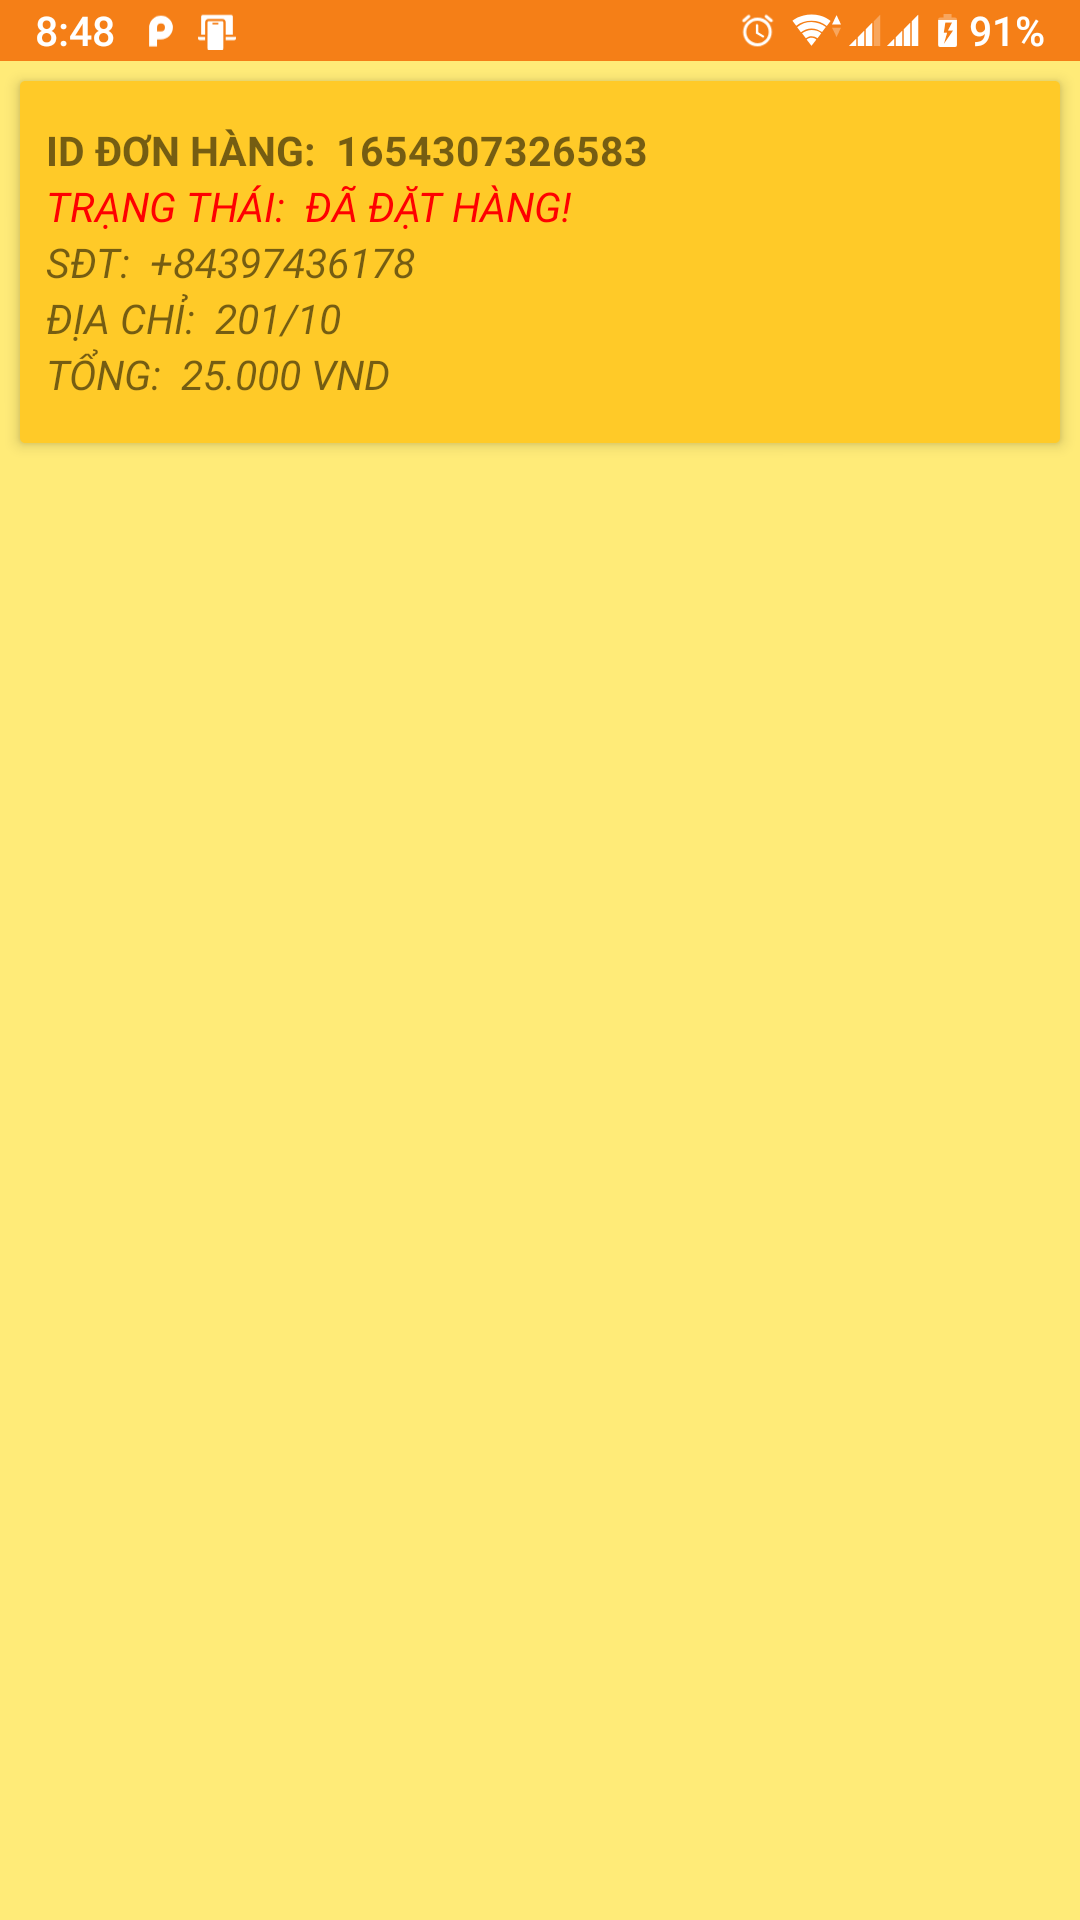 8:48 91%
ID ĐƠN HÀNG: 1654307326583
TRẠNG THÁI: ĐÃ ĐẶT HÀNG!
SĐT: +84397436178
ĐỊA CHỈ: 201/10
TỔNG: 25.000 VND